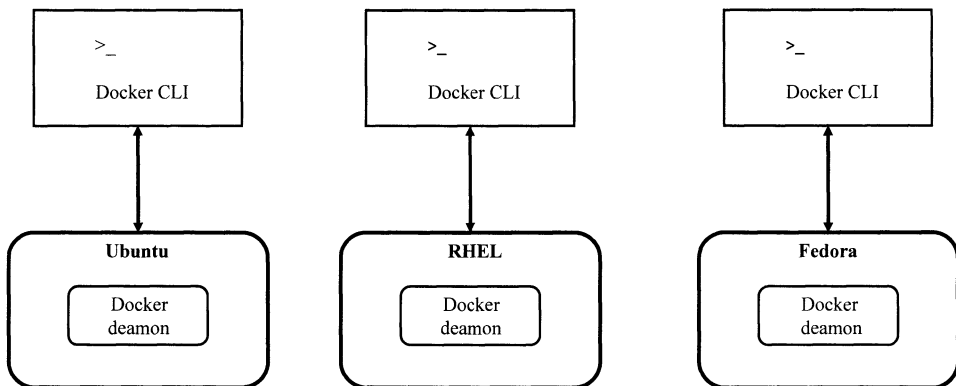 >_ >_ >_
Docker CLI Docker CLI Docker CLI
Ubuntu RHEL Fedora
Docker Docker Docker
deamon deamon deamon